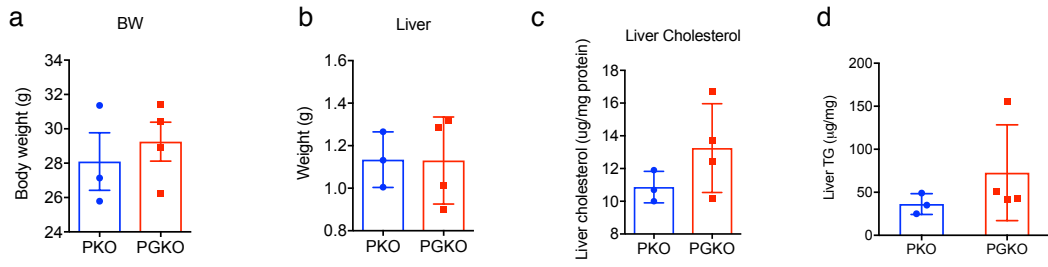 a
BW
Body weight (g)
34
32
30
28
26
24
PKO PGKO
b
Liver
Weight (g)
1.6
1.4
1.2
1.0
0.8
PKO PGKO
c
Liver Cholesterol
Liver cholesterol (ug/mg protein)
18
16
14
12
10
8
PKO PGKO
d
Liver TG (μg/mg)
200
150
100
50
0
PKO PGKO